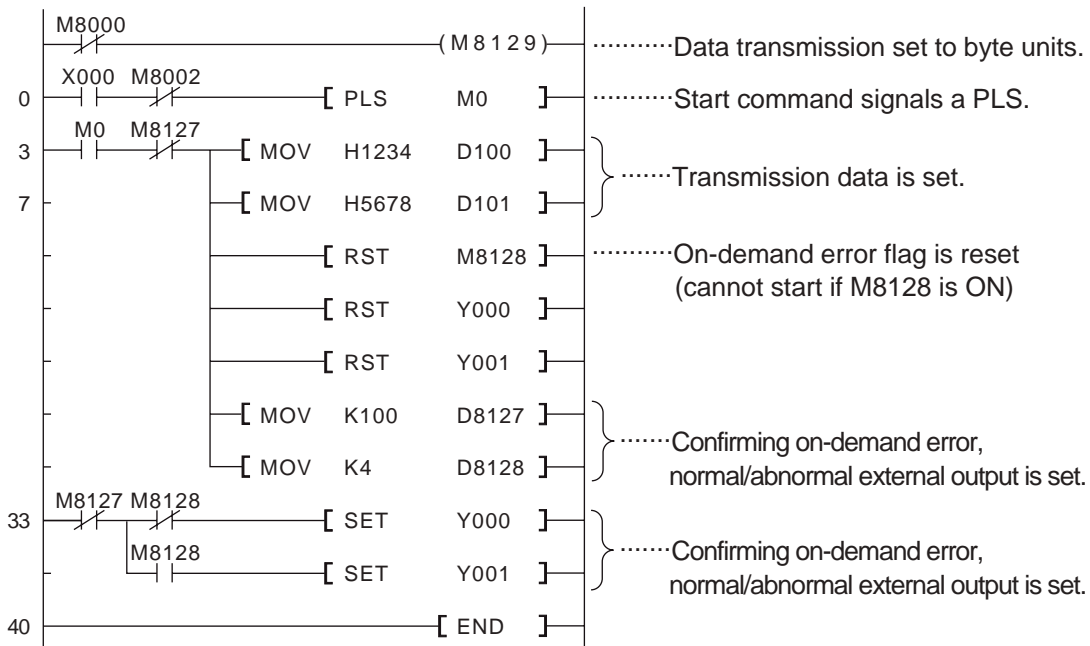 M8000
(M8129) ···········Data transmission set to byte units.
X000 M8002
0 [ PLS M0 ] ···········Start command signals a PLS.
M0 M8127
3 [ MOV H1234 D100 ]
·······Transmission data is set.
7 [ MOV H5678 D101 ]
[ RST M8128 ] ···········On-demand error flag is reset
(cannot start if M8128 is ON)
[ RST Y000 ]
[ RST Y001 ]
[ MOV K100 D8127 ]
·······Confirming on-demand error,
[ MOV K4 D8128 ] normal/abnormal external output is set.
M8127 M8128
33 [ SET Y000 ]
·······Confirming on-demand error,
M8128
[ SET Y001 ] normal/abnormal external output is set.
40 [ END ]